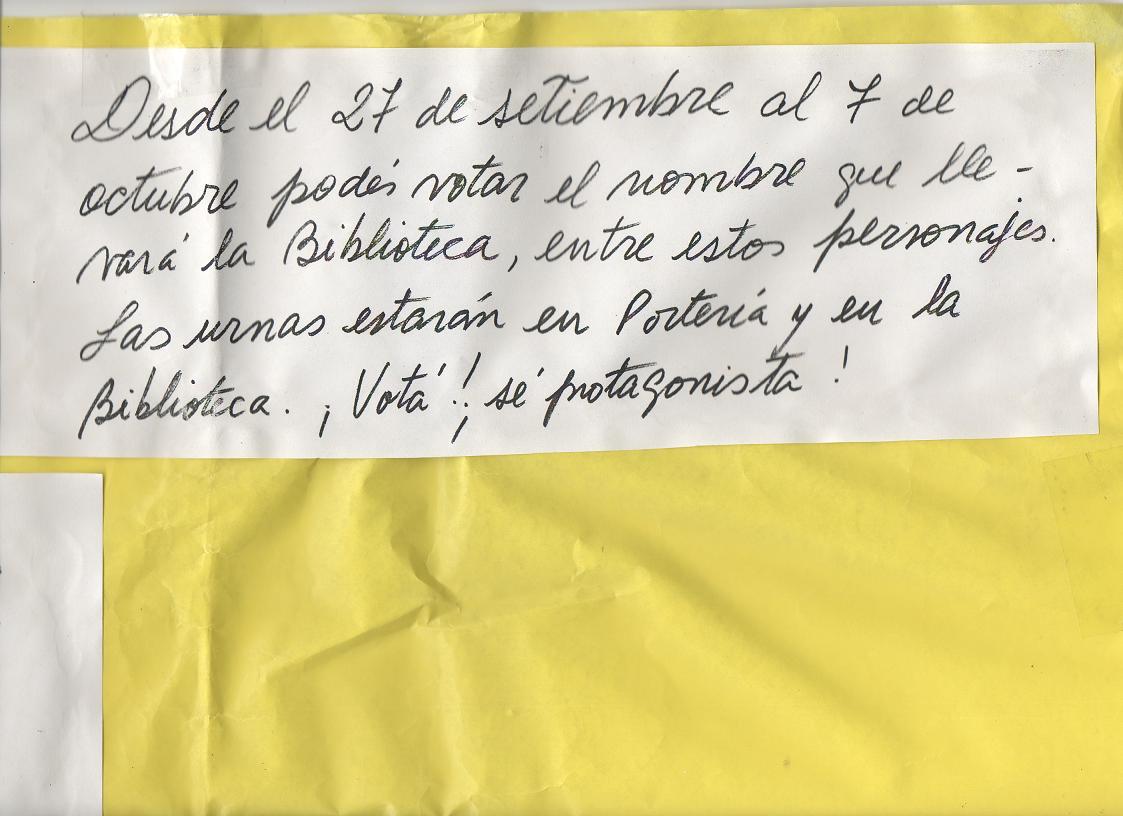 Desde el 27 de setiembre al 7 de
octubre podés votar el nombre que lle-
vará la Biblioteca, entre estos personajes.
Las urnas estarán en Portería y en la
Biblioteca. ¡Votá! ¡sé protagonista!